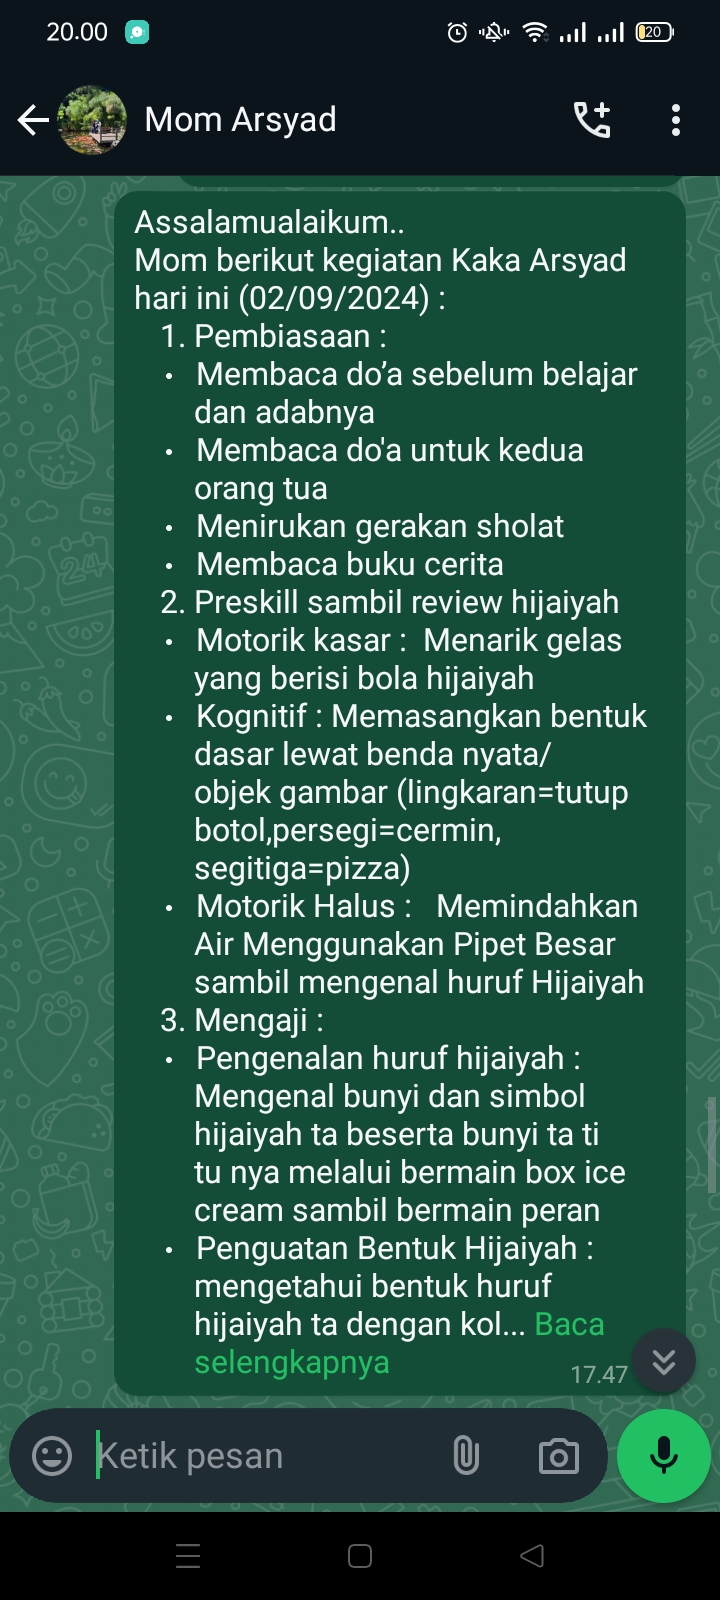 20.00
20
Mom Arsyad
Assalamualaikum..
Mom berikut kegiatan Kaka Arsyad
hari ini (02/09/2024) :
1. Pembiasaan :
• Membaca do’a sebelum belajar
dan adabnya
• Membaca do'a untuk kedua
orang tua
• Menirukan gerakan sholat
• Membaca buku cerita
2. Preskill sambil review hijaiyah
• Motorik kasar : Menarik gelas
yang berisi bola hijaiyah
• Kognitif : Memasangkan bentuk
dasar lewat benda nyata/
objek gambar (lingkaran=tutup
botol,persegi=cermin,
segitiga=pizza)
• Motorik Halus : Memindahkan
Air Menggunakan Pipet Besar
sambil mengenal huruf Hijaiyah
3. Mengaji :
• Pengenalan huruf hijaiyah :
Mengenal bunyi dan simbol
hijaiyah ta beserta bunyi ta ti
tu nya melalui bermain box ice
cream sambil bermain peran
• Penguatan Bentuk Hijaiyah :
mengetahui bentuk huruf
hijaiyah ta dengan kol... Baca
selengkapnya
17.47
Ketik pesan